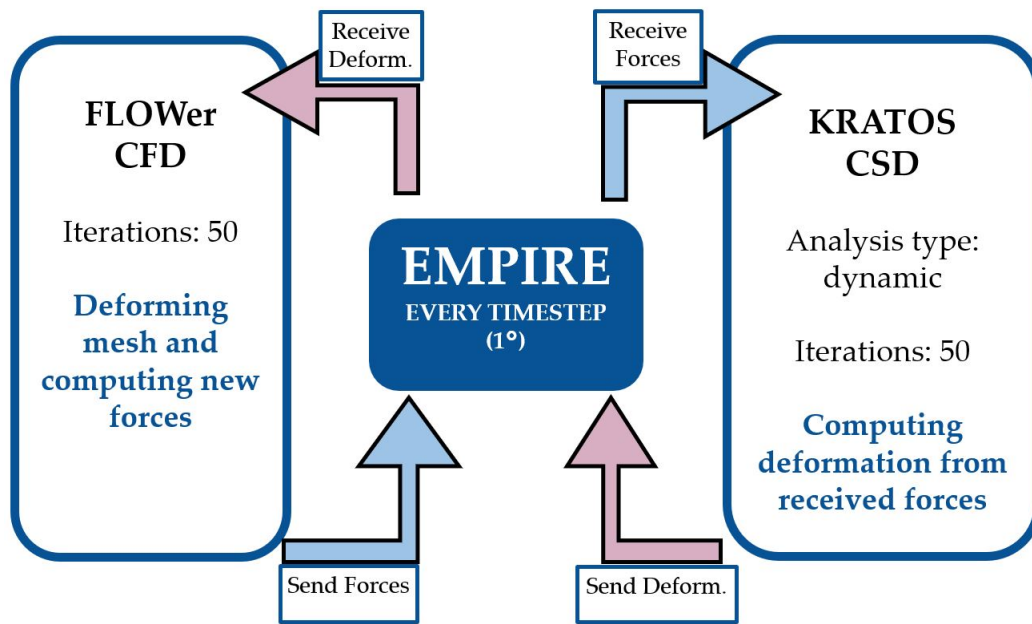 Receive
Deform.
Receive
Forces
FLOWer
CFD
Iterations: 50
Deforming
mesh and
computing new
forces
EMPIRE
EVERY TIMESTEP
(1°)
KRATOS
CSD
Analysis type:
dynamic
Iterations: 50
Computing
deformation from
received forces
Send Forces
Send Deform.